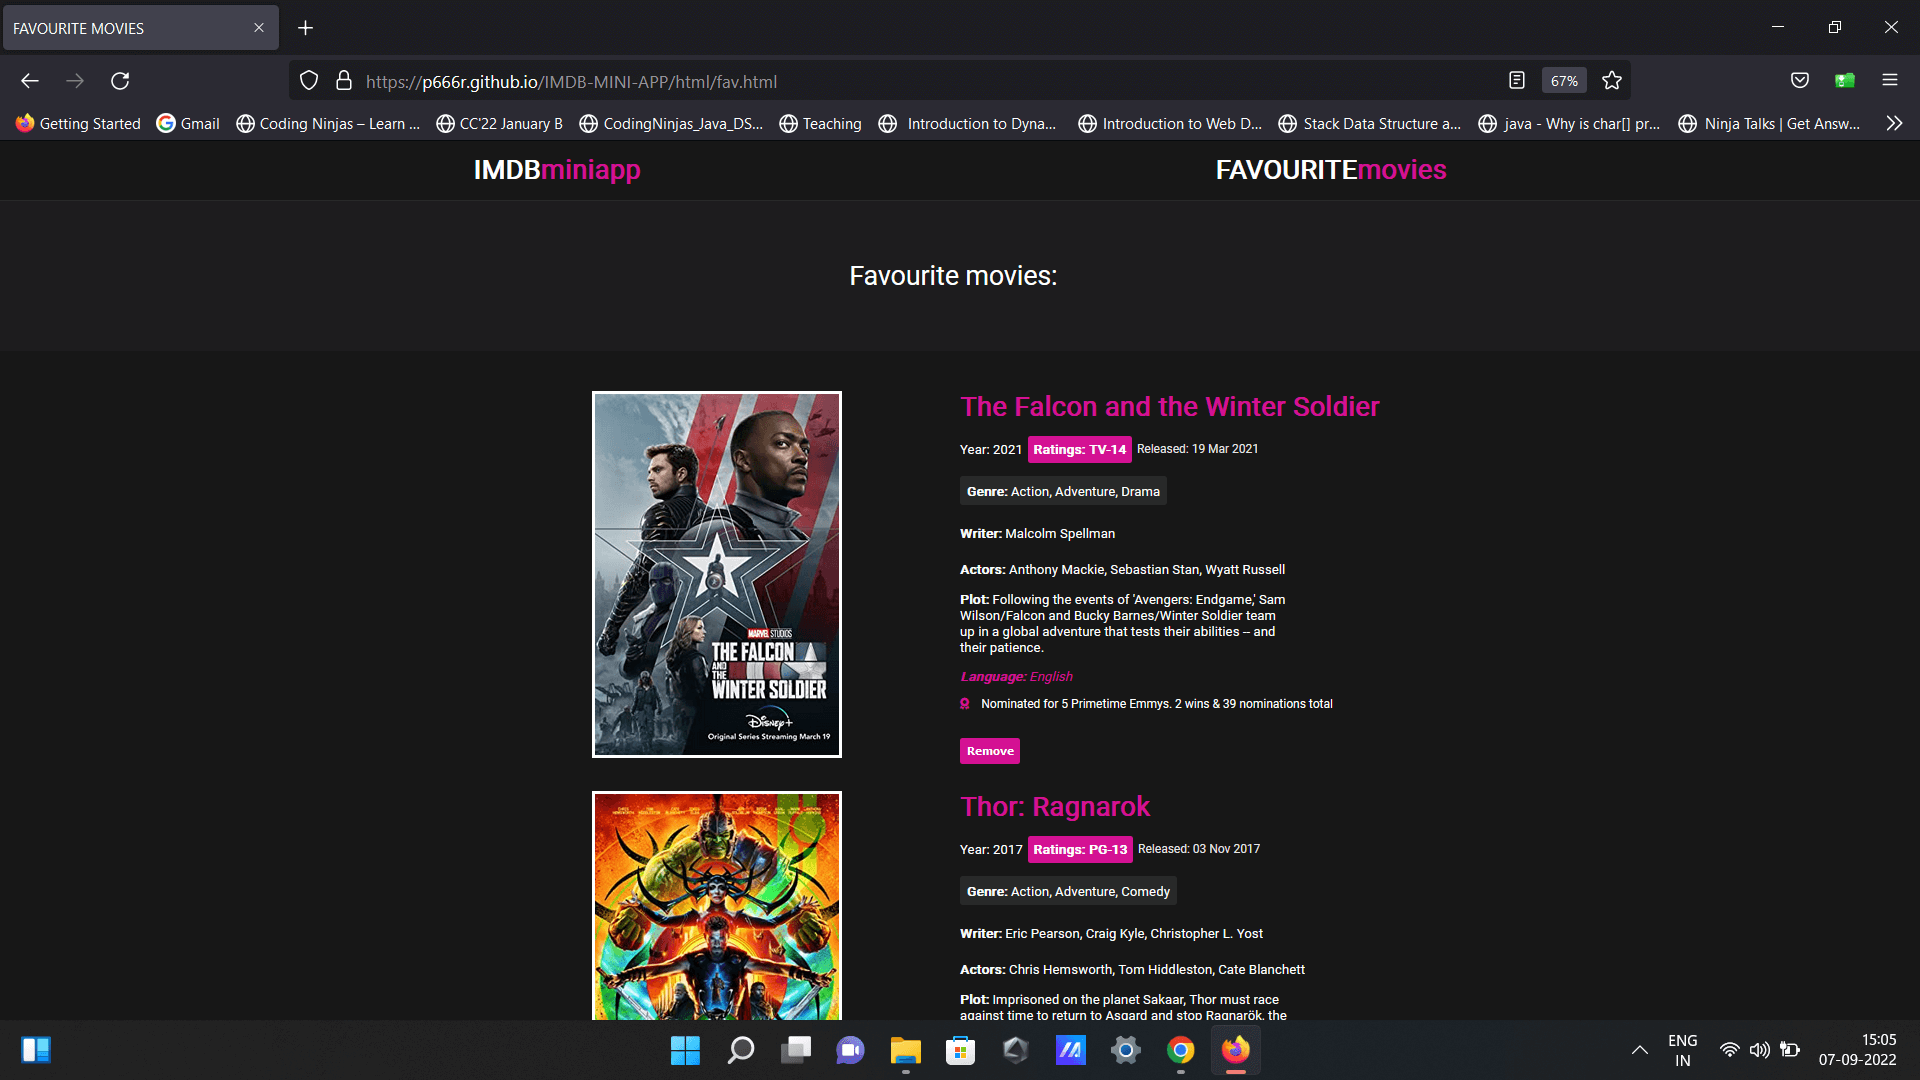 FAVOURITE MOVIES
https://p666r.github.io/IMDB-MINI-APP/html/fav.html
67%
Getting Started
Gmail
Coding Ninjas – Learn ...
CC'22 January B
CodingNinjas_Java_DS...
Teaching
Introduction to Dyna...
Introduction to Web D...
Stack Data Structure a...
java - Why is char[] pr...
Ninja Talks | Get Answ...
IMDBminiapp
FAVOURITEmovies
Favourite movies:
MARVEL STUDIOS
THE FALCON
AND THE
WINTER SOLDIER
Disney+
Original Series Streaming March 19
The Falcon and the Winter Soldier
Year: 2021 Ratings: TV-14 Released: 19 Mar 2021
Genre: Action, Adventure, Drama
Writer: Malcolm Spellman
Actors: Anthony Mackie, Sebastian Stan, Wyatt Russell
Plot: Following the events of 'Avengers: Endgame,' Sam
Wilson/Falcon and Bucky Barnes/Winter Soldier team
up in a global adventure that tests their abilities -- and
their patience.
Language: English
Nominated for 5 Primetime Emmys. 2 wins & 39 nominations total
Remove
Thor: Ragnarok
Year: 2017 Ratings: PG-13 Released: 03 Nov 2017
Genre: Action, Adventure, Comedy
Writer: Eric Pearson, Craig Kyle, Christopher L. Yost
Actors: Chris Hemsworth, Tom Hiddleston, Cate Blanchett
Plot: Imprisoned on the planet Sakaar, Thor must race
against time to return to Asgard and stop Ragnarök, the
ENG
IN
15:05
07-09-2022